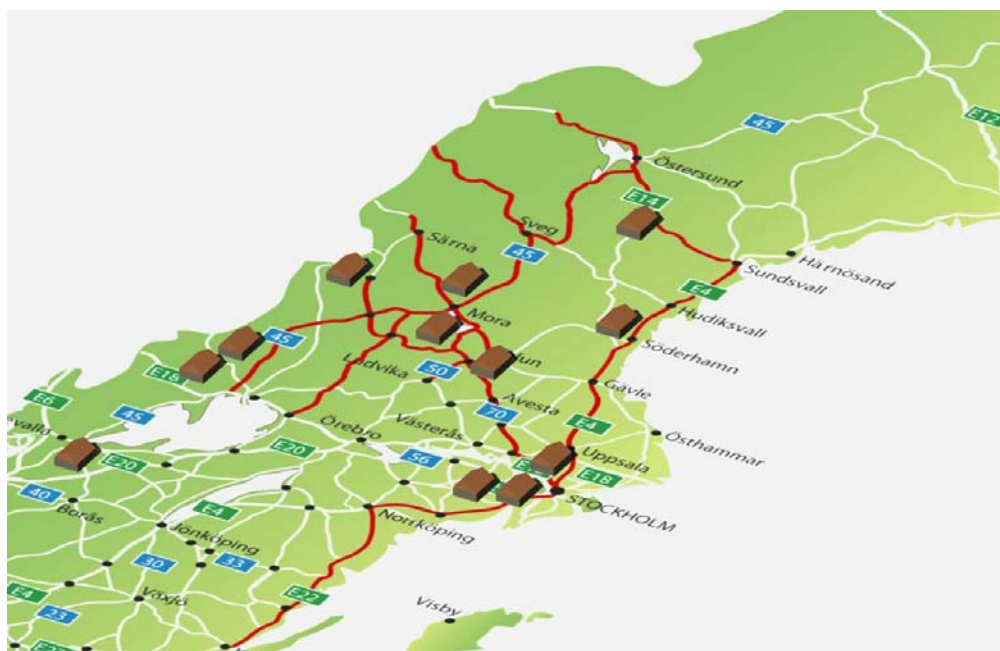 E12
45
Östersund
E14
Sveg
Särna
45
Härnösand
Sundsvall
E4
Hudiksvall
Mora
45
Söderhamn
Ludvika
50
E18
Gävle
E6
45
Avesta
70
Västerås
Örebro
E4
Östhammar
E20
56
Uppsala
E18
E20
STOCKHOLM
40
Borås
E4
Norrköping
Jönköping
30
33
E4
Växjö
E22
23
Visby